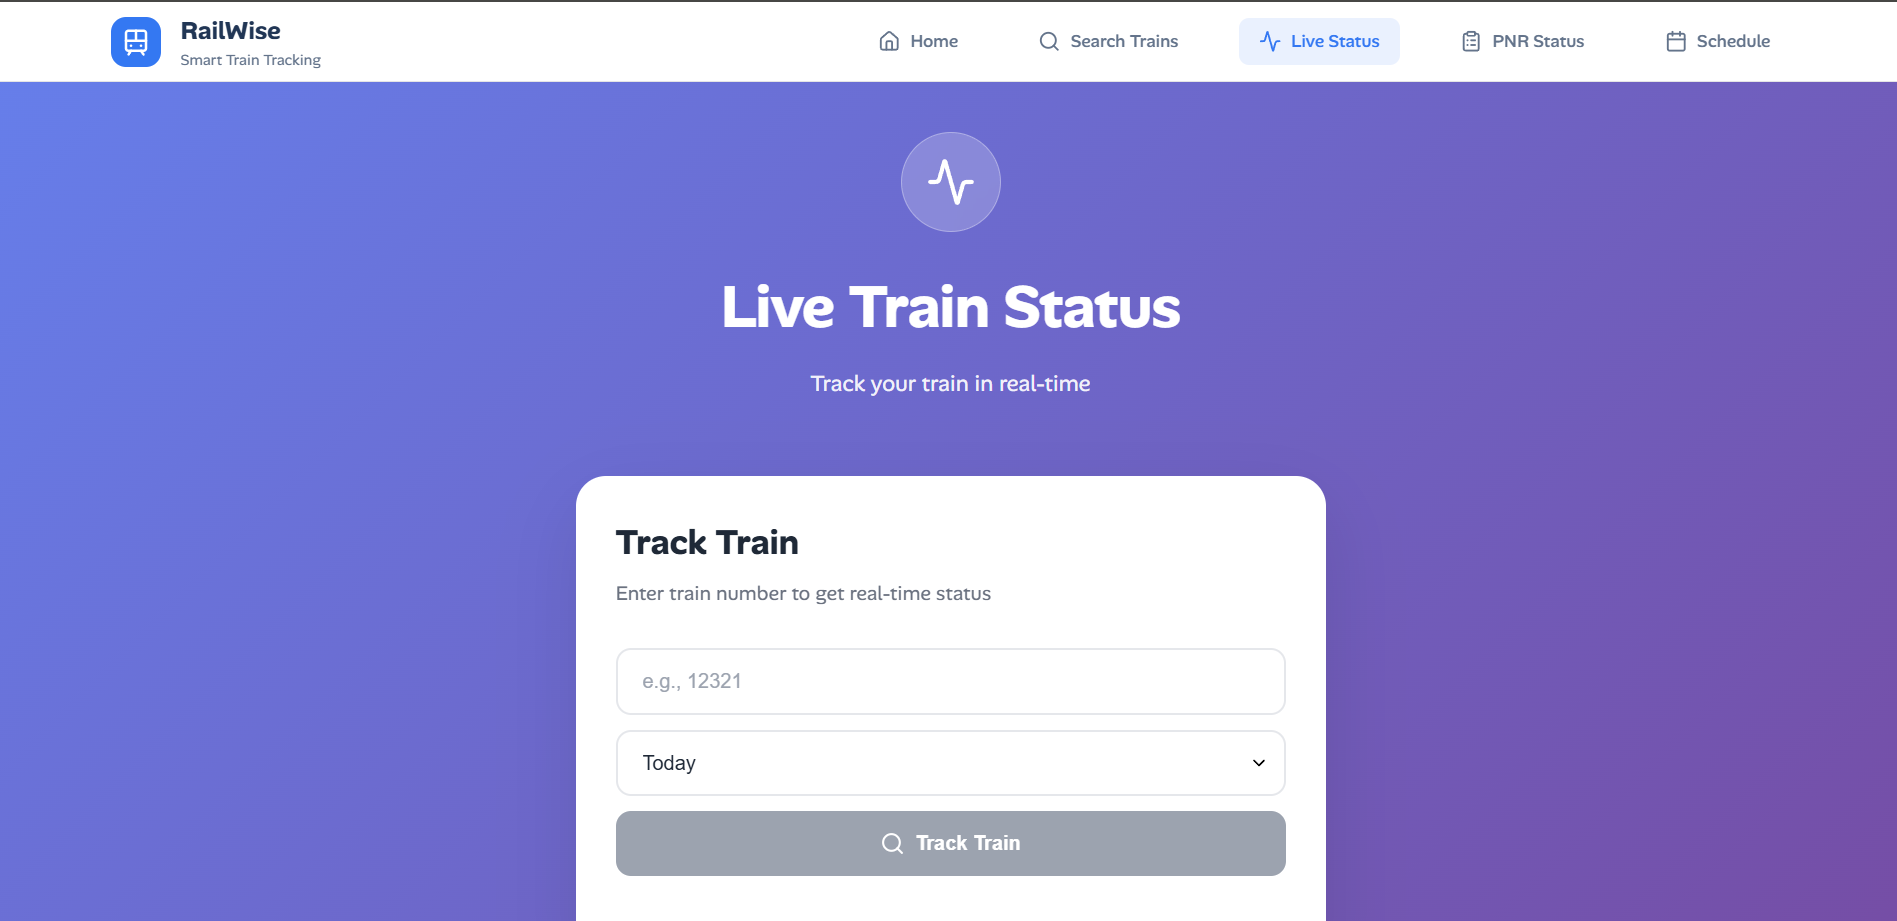 RailWise
Smart Train Tracking
Home
Search Trains
Live Status
PNR Status
Schedule
Live Train Status
Track your train in real-time
Track Train
Enter train number to get real-time status
e.g., 12321
Today
Track Train